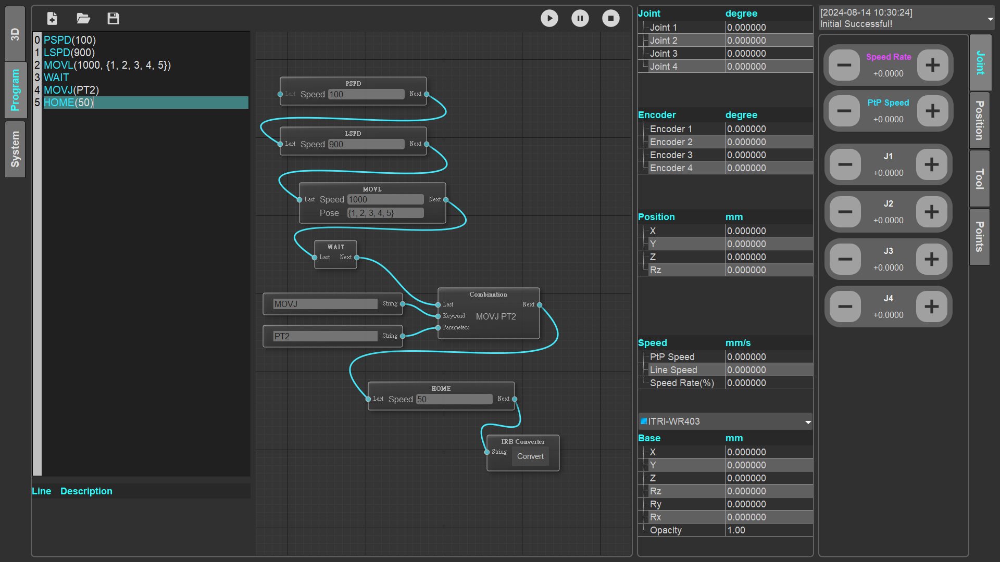 3D
Program
System
0 PSPD(100)
1 LSPD(900)
2 MOVL(1000, {1, 2, 3, 4, 5})
3 WAIT
4 MOVJ(PT2)
5 HOME(50)
Line Description
PSPD
Last Speed 100 Next
LSPD
Last Speed 900 Next
MOVL
Last Speed 1000 Next
Pose {1, 2, 3, 4, 5}
WAIT
Last Next
MOVJ String
PT2 String
Combination
Last Next
Keyword MOVJ PT2
Parameters
HOME
Last Speed 50 Next
IRB Converter
String Convert
Joint degree
Joint 1 0.000000
Joint 2 0.000000
Joint 3 0.000000
Joint 4 0.000000
Encoder degree
Encoder 1 0.000000
Encoder 2 0.000000
Encoder 3 0.000000
Encoder 4 0.000000
Position mm
X 0.000000
Y 0.000000
Z 0.000000
Rz 0.000000
Speed mm/s
PtP Speed 0.000000
Line Speed 0.000000
Speed Rate(%) 0.000000
ITRI-WR403
Base mm
X 0.000000
Y 0.000000
Z 0.000000
Rz 0.000000
Ry 0.000000
Rx 0.000000
Opacity 1.00
[2024-08-14 10:30:24]
Initial Successful!
Speed Rate
+0.0000
PtP Speed
+0.0000
J1
+0.0000
J2
+0.0000
J3
+0.0000
J4
+0.0000
Joint
Position
Tool
Points